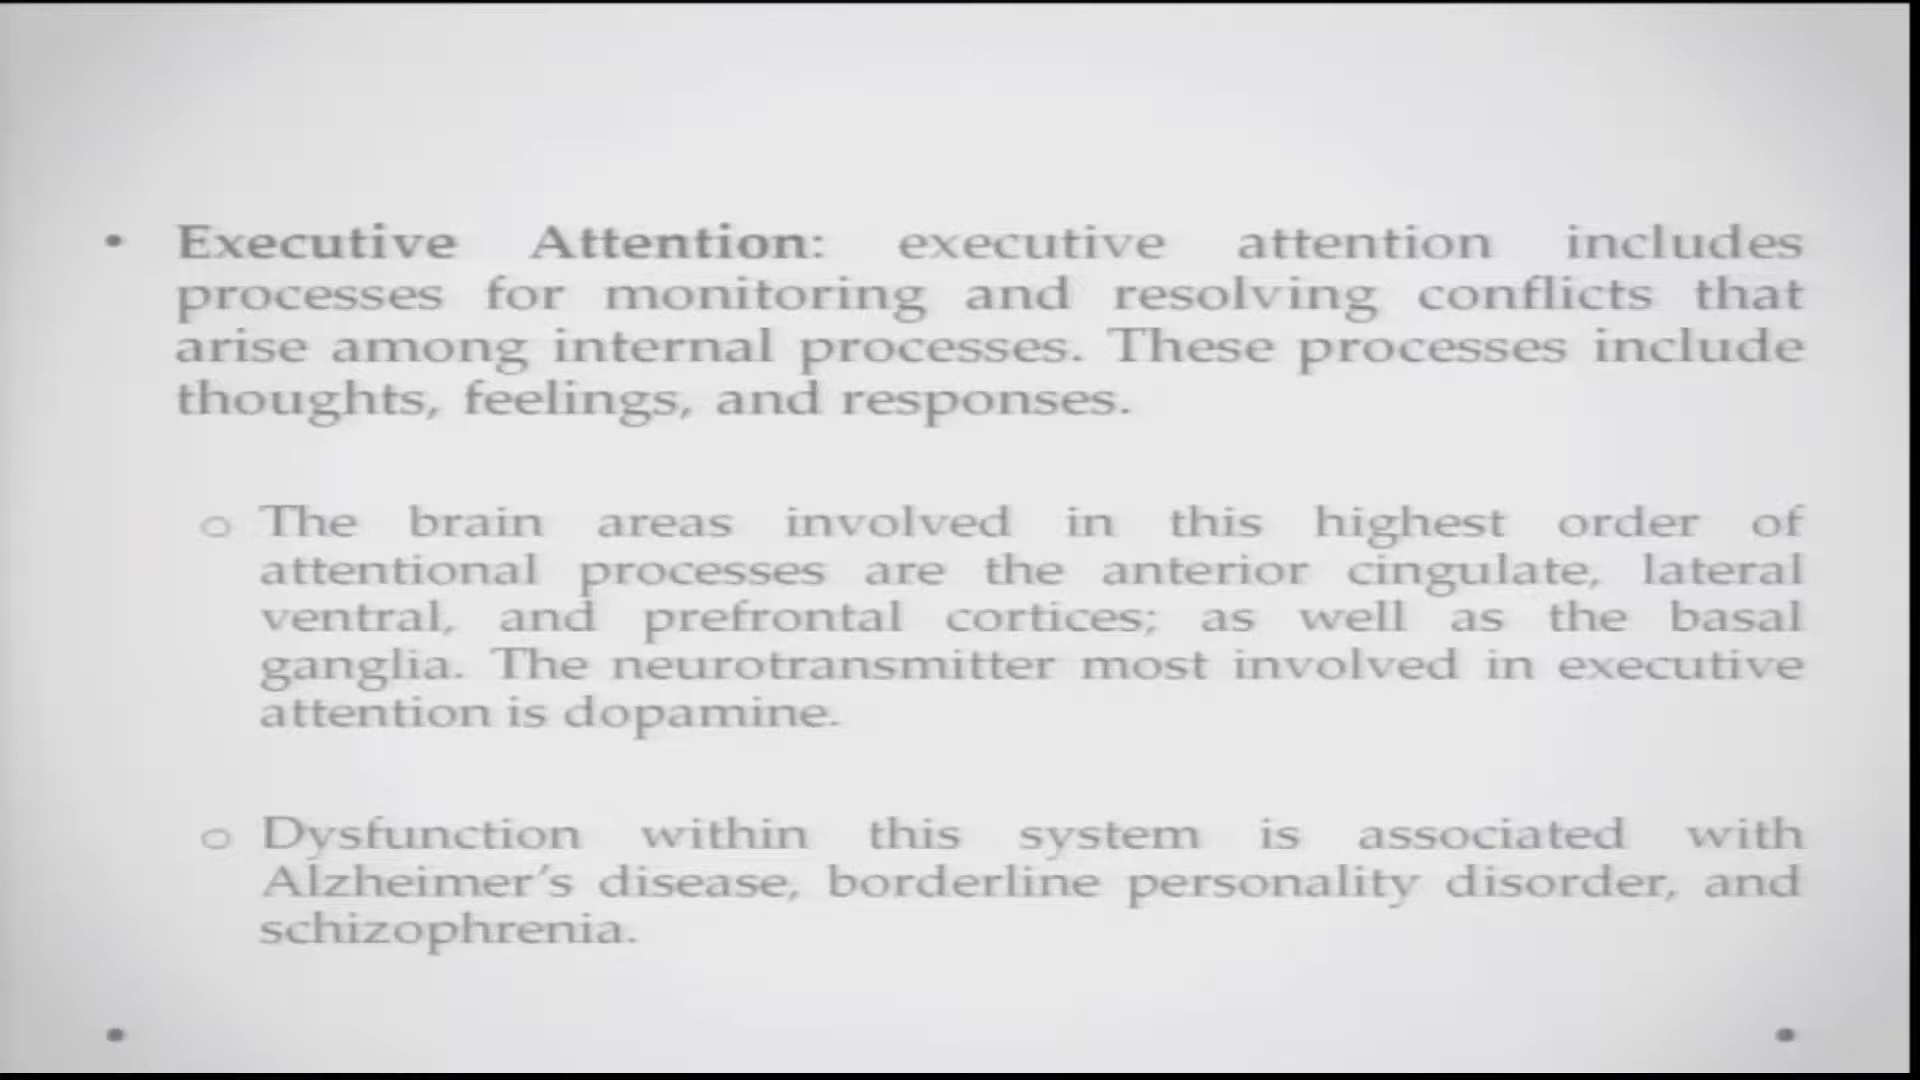 • Executive Attention: executive attention includes
processes for monitoring and resolving conflicts that
arise among internal processes. These processes include
thoughts, feelings, and responses.
○ The brain areas involved in this highest order of
attentional processes are the anterior cingulate, lateral
ventral, and prefrontal cortices; as well as the basal
ganglia. The neurotransmitter most involved in executive
attention is dopamine.
○ Dysfunction within this system is associated with
Alzheimer’s disease, borderline personality disorder, and
schizophrenia.